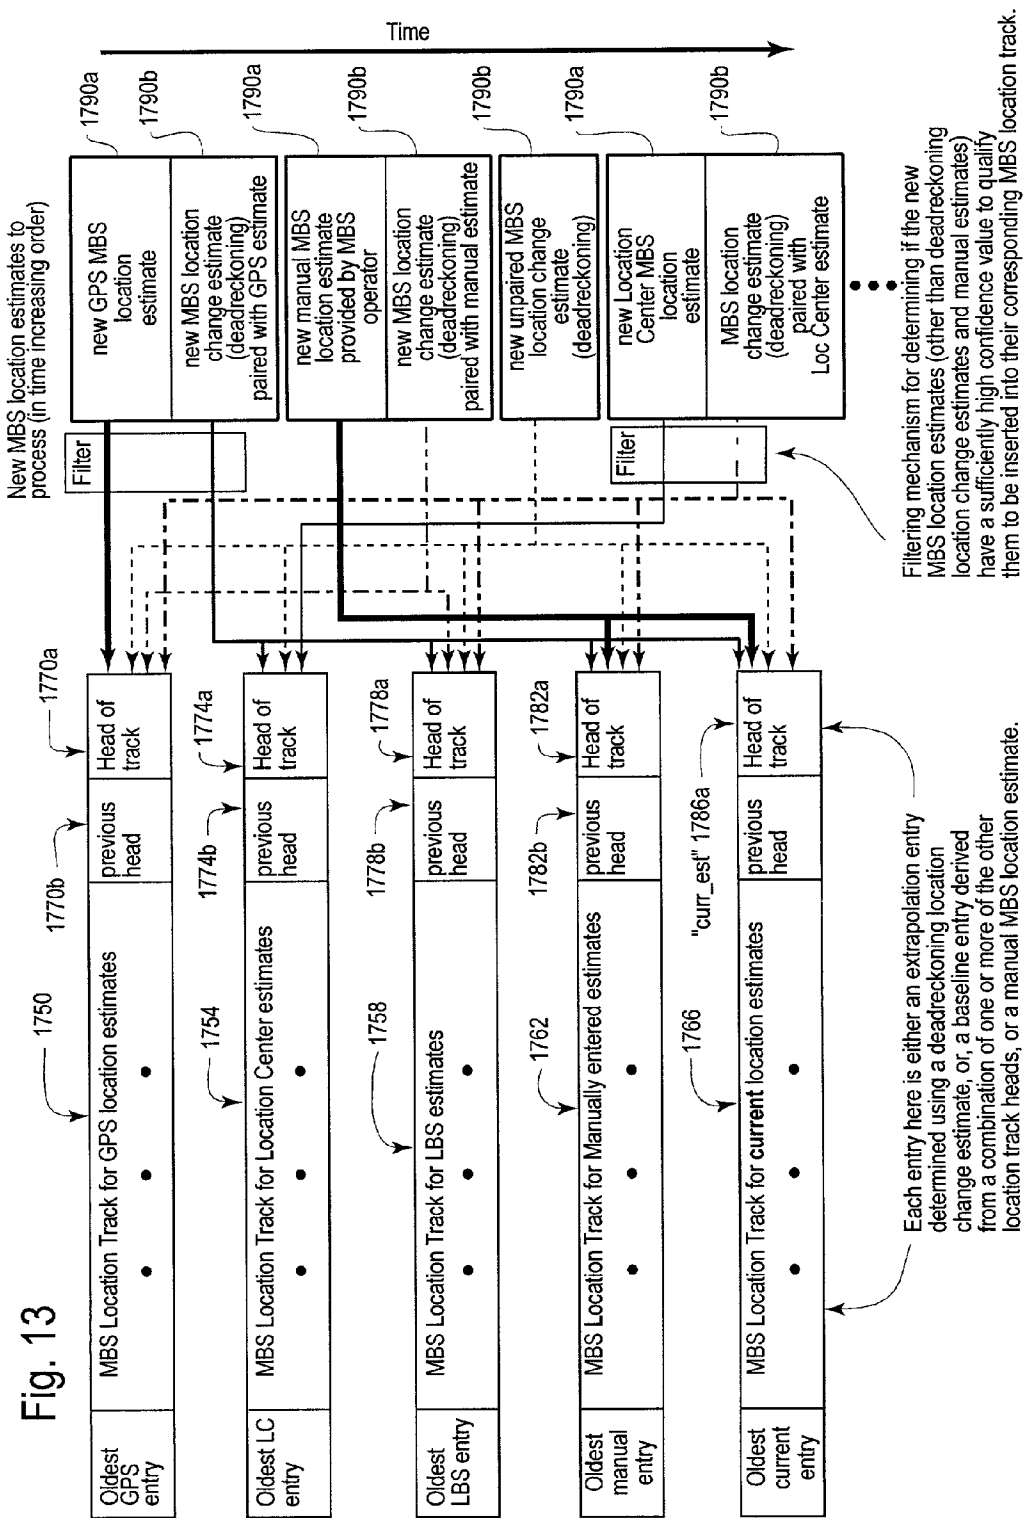 Fig. 13
New MBS location estimates to
process (in time increasing order)
Time
1790a
1790b
1790a
1790b
1790b
1790a
1790b
new GPS MBS
location
estimate
new MBS location
change estimate
(deadreckoning)
paired with GPS estimate
new manual MBS
location estimate
provided by MBS
operator
new MBS location
change estimate
(deadreckoning)
paired with manual estimate
new unpaired MBS
location change
estimate
(deadreckoning)
new Location
Center MBS
location
estimate
MBS location
change estimate
(deadreckoning)
paired with
Loc Center estimate
Filter
Filter
Filtering mechanism for determining if the new
MBS location estimates (other than deadreckoning
location change estimates and manual estimates)
have a sufficiently high confidence value to qualify
them to be inserted into their corresponding MBS location track.
1750
1770b
1770a
Oldest
GPS
entry
MBS Location Track for GPS location estimates
previous
head
Head of
track
1754
1774b
1774a
Oldest LC
entry
MBS Location Track for Location Center estimates
previous
head
Head of
track
1758
1778b
1778a
Oldest
LBS entry
MBS Location Track for LBS estimates
previous
head
Head of
track
1762
1782b
1782a
Oldest
manual
entry
MBS Location Track for Manually entered estimates
previous
head
Head of
track
1766
"curr_est" 1786a
Oldest
current
entry
MBS Location Track for current location estimates
previous
head
Head of
track
Each entry here is either an extrapolation entry
determined using a deadreckoning location
change estimate, or, a baseline entry derived
from a combination of one or more of the other
location track heads, or a manual MBS location estimate.